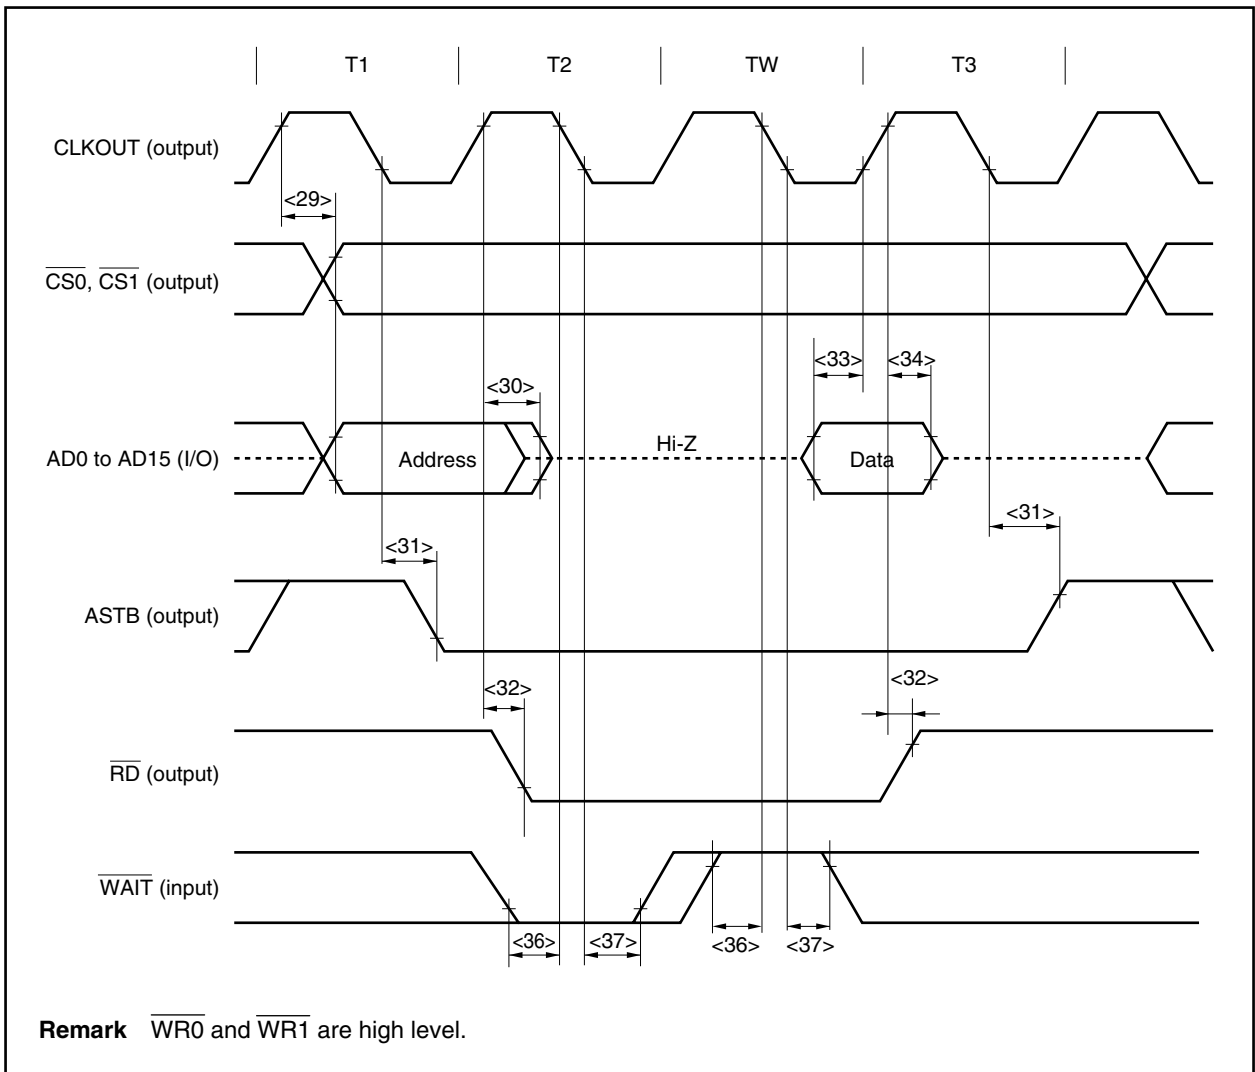 T1 T2 TW T3
CLKOUT (output)
<29>
CS0, CS1 (output)
<33> <34>
<30>
Hi-Z
AD0 to AD15 (I/O) Address Data
<31>
<31>
ASTB (output)
<32>
<32>
RD (output)
WAIT (input)
<36> <37> <36> <37>
Remark WR0 and WR1 are high level.